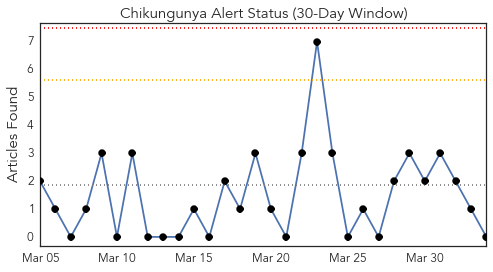 Chikungunya Alert Status (30-Day Window)
Articles Found
7
6
5
4
3
2
1
0
Mar 05 Mar 10 Mar 15 Mar 20 Mar 25 Mar 30